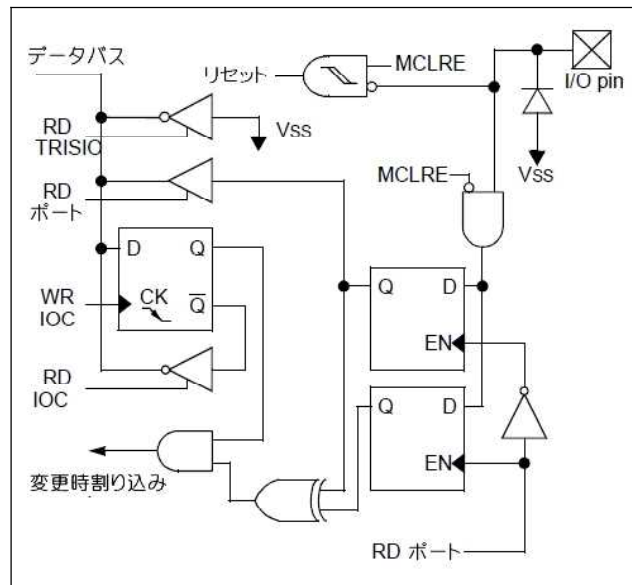 データバス
リセット
MCLRE
I/O pin
RD
TRISIO
Vss
Vss
RD
ポート
MCLRE
D
Q
Q
D
WR
IOC
CK
Q
EN
RD
IOC
Q
D
EN
変更時割り込み
RD ポート